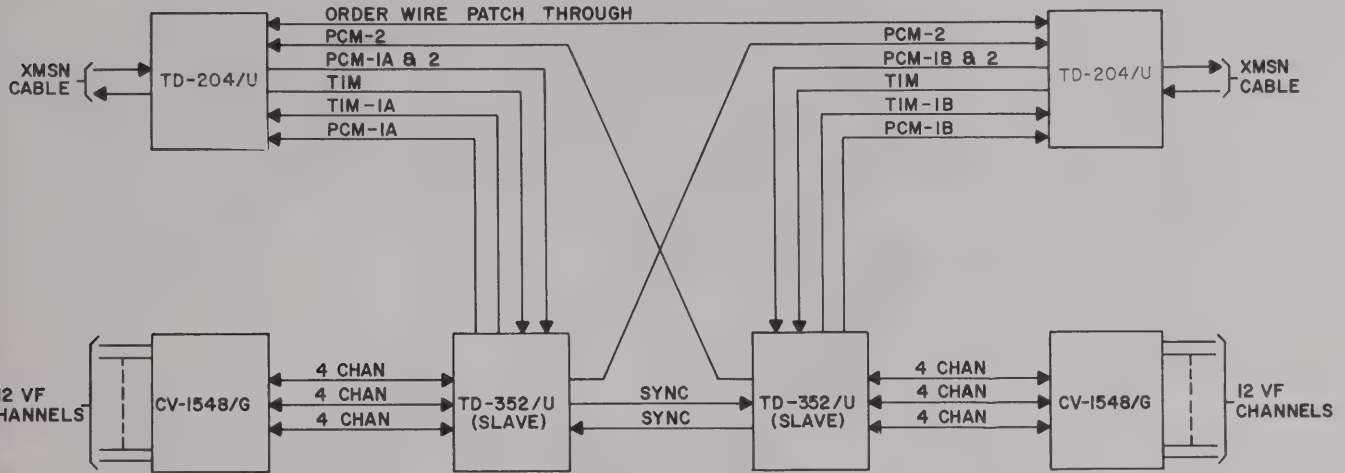 ORDER WIRE PATCH THROUGH
PCM-2
PCM-1A & 2
TIM
TIM-1A
PCM-1A
PCM-2
PCM-1B & 2
TIM
TIM-1B
PCM-1B
XMSN
CABLE
TD-204/U
TD-204/U
XMSN
CABLE
12 VF
CHANNELS
CV-1548/G
4 CHAN
4 CHAN
4 CHAN
TD-352/U
(SLAVE)
SYNC
SYNC
TD-352/U
(SLAVE)
4 CHAN
4 CHAN
4 CHAN
CV-1548/G
12 VF
CHANNELS